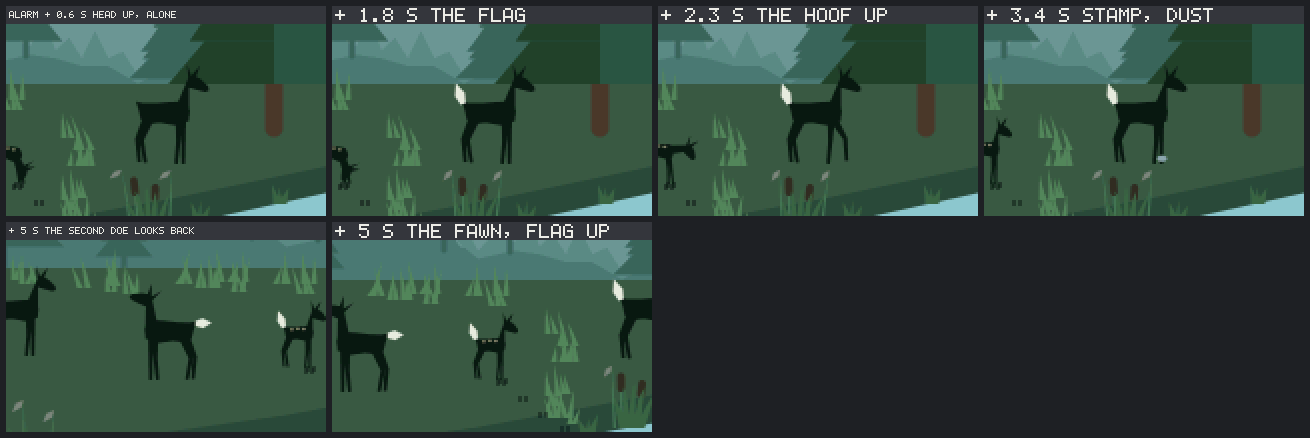 ALARM + 0.6 S HEAD UP, ALONE
+ 1.8 S THE FLAG
+ 2.3 S THE HOOF UP
+ 3.4 S STAMP, DUST
+ 5 S THE SECOND DOE LOOKS BACK
+ 5 S THE FAWN, FLAG UP